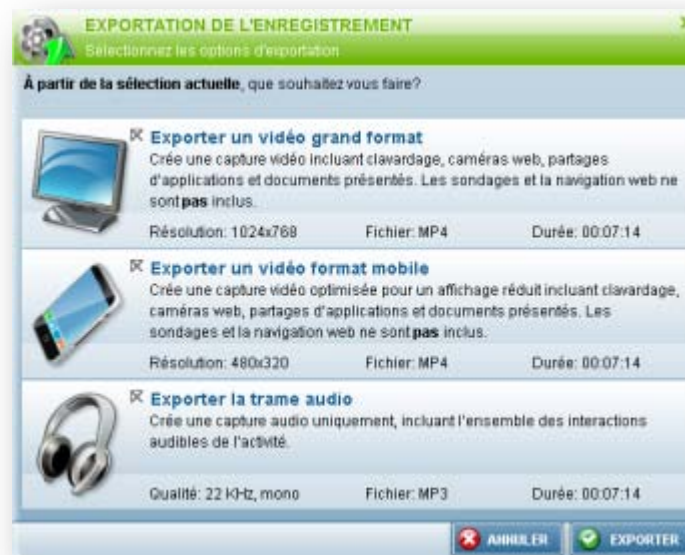 EXPORTATION DE L'ENREGISTREMENT
Sélectionnez les options d'exportation
À partir de la sélection actuelle, que souhaitez vous faire?
Exporter un vidéo grand format
Crée une capture vidéo incluant clavardage, caméras web, partages
d'applications et documents présentés. Les sondages et la navigation web ne
sont pas inclus.
Résolution: 1024x768 Fichier: MP4 Durée: 00:07:14
Exporter un vidéo format mobile
Crée une capture vidéo optimisée pour un affichage réduit incluant clavardage,
caméras web, partages d'applications et documents présentés. Les
sondages et la navigation web ne sont pas inclus.
Résolution: 480x320 Fichier: MP4 Durée: 00:07:14
Exporter la trame audio
Crée une capture audio uniquement, incluant l'ensemble des interactions
audibles de l'activité.
Qualité: 22 KHz, mono Fichier: MP3 Durée: 00:07:14
ANNULER EXPORTER